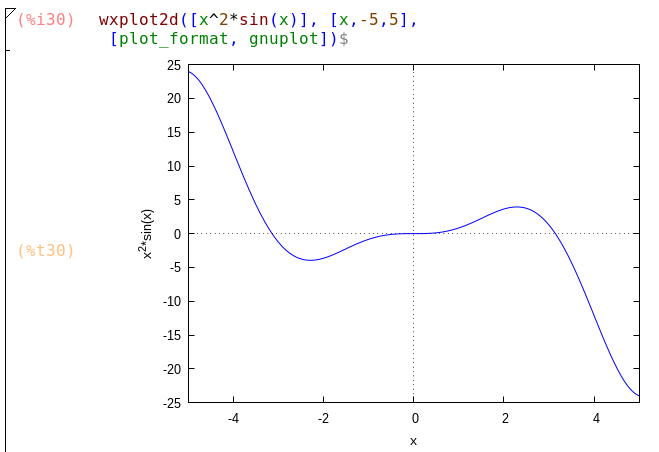 (%i30) wxplot2d([x^2*sin(x)], [x,-5,5],
[plot_format, gnuplot])$
(%t30)
25
20
15
10
5
0
-5
-10
-15
-20
-25
x2*sin(x)
-4 -2 0 2 4
x